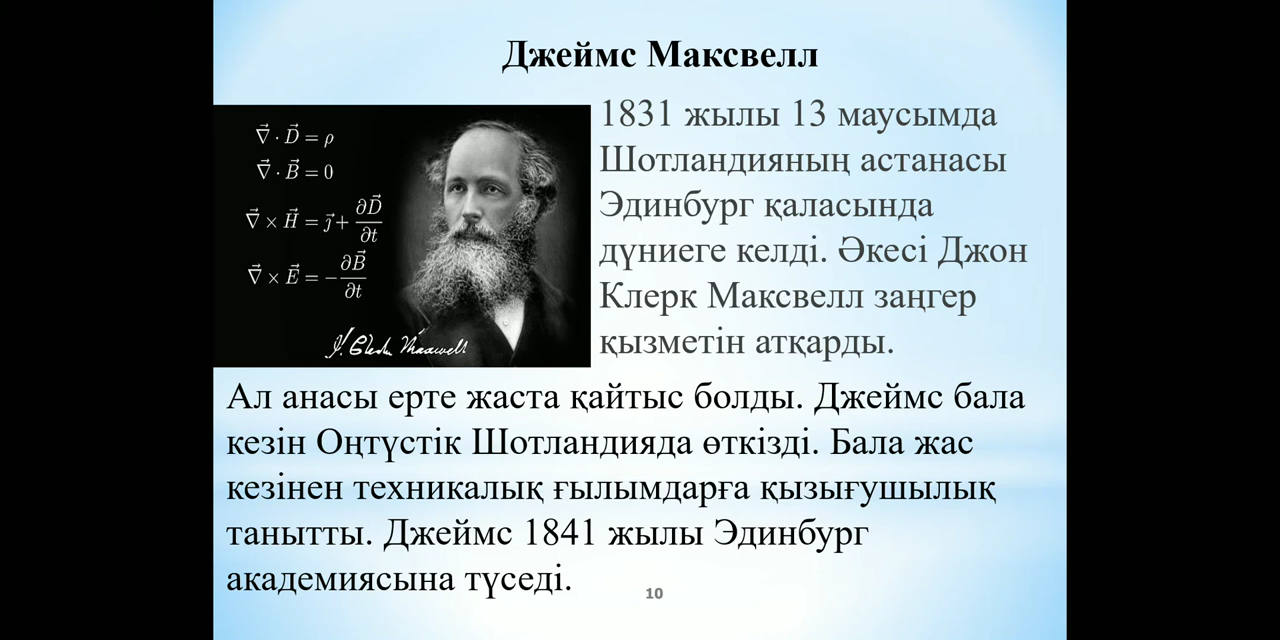 Джеймс Максвелл
∇⃗ · D⃗ = ρ
∇⃗ · B⃗ = 0
∇⃗ × H⃗ = ȷ⃗ + ∂D⃗/∂t
∇⃗ × E⃗ = − ∂B⃗/∂t
J. Clerk Maxwell
1831 жылы 13 маусымда
Шотландияның астанасы
Эдинбург қаласында
дүниеге келді. Әкесі Джон
Клерк Максвелл заңгер
қызметін атқарды.
Ал анасы ерте жаста қайтыс болды. Джеймс бала
кезін Оңтүстік Шотландияда өткізді. Бала жас
кезінен техникалық ғылымдарға қызығушылық
танытты. Джеймс 1841 жылы Эдинбург
академиясына түседі.
10